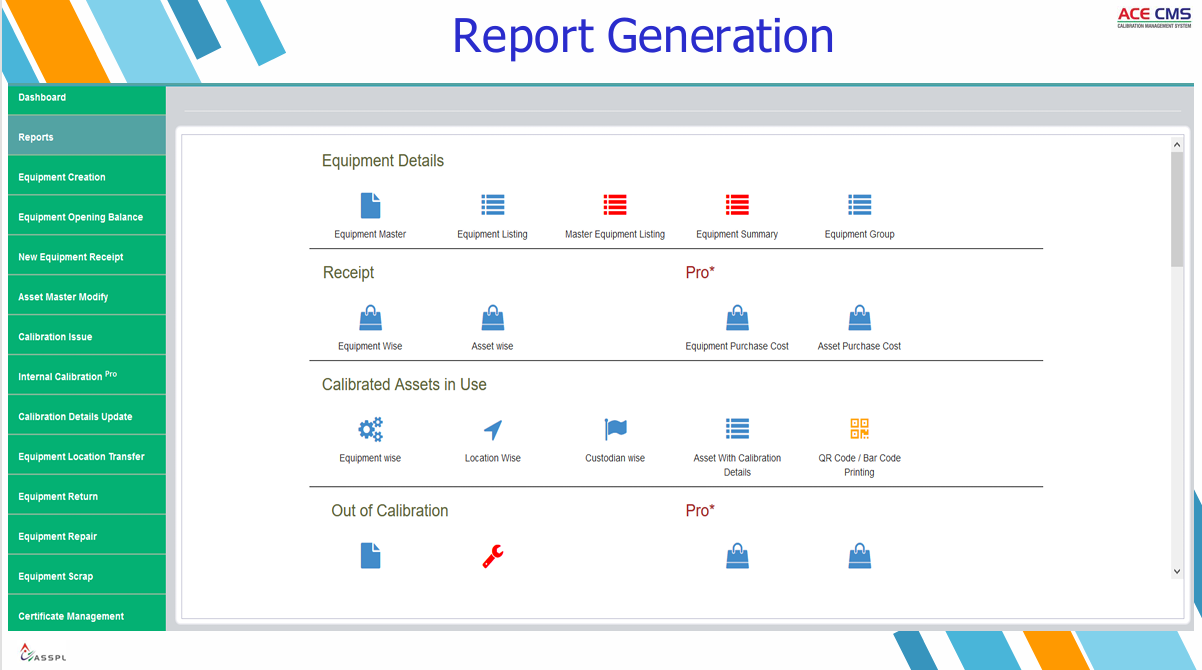 Report Generation
ACE CMS
CALIBRATION MANAGEMENT SYSTEM
Dashboard
Reports
Equipment Creation
Equipment Opening Balance
New Equipment Receipt
Asset Master Modify
Calibration Issue
Internal Calibration Pro
Calibration Details Update
Equipment Location Transfer
Equipment Return
Equipment Repair
Equipment Scrap
Certificate Management
Equipment Details
Equipment Master Equipment Listing Master Equipment Listing Equipment Summary Equipment Group
Receipt Pro*
Equipment Wise Asset wise Equipment Purchase Cost Asset Purchase Cost
Calibrated Assets in Use
Equipment wise Location Wise Custodian wise Asset With Calibration QR Code / Bar Code
Details Printing
Out of Calibration Pro*
ASSPL